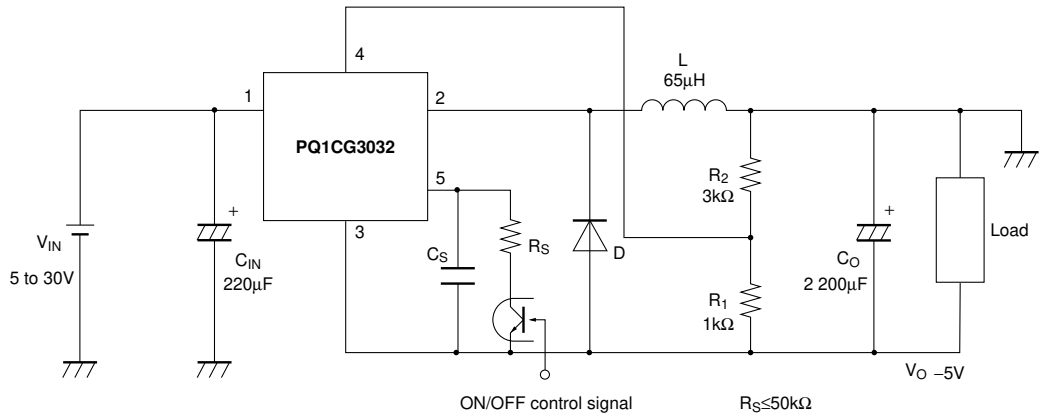 4
L
65μH
1
2
PQ1CG3032
5
3
R2
3kΩ
+
+
VIN
5 to 30V
CIN
220μF
CS
RS
D
CO
2 200μF
Load
R1
1kΩ
VO –5V
ON/OFF control signal
RS≤50kΩ